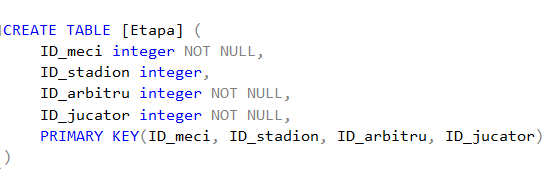 CREATE TABLE [Etapa] (
ID_meci integer NOT NULL,
ID_stadion integer,
ID_arbitru integer NOT NULL,
ID_jucator integer NOT NULL,
PRIMARY KEY(ID_meci, ID_stadion, ID_arbitru, ID_jucator)
)